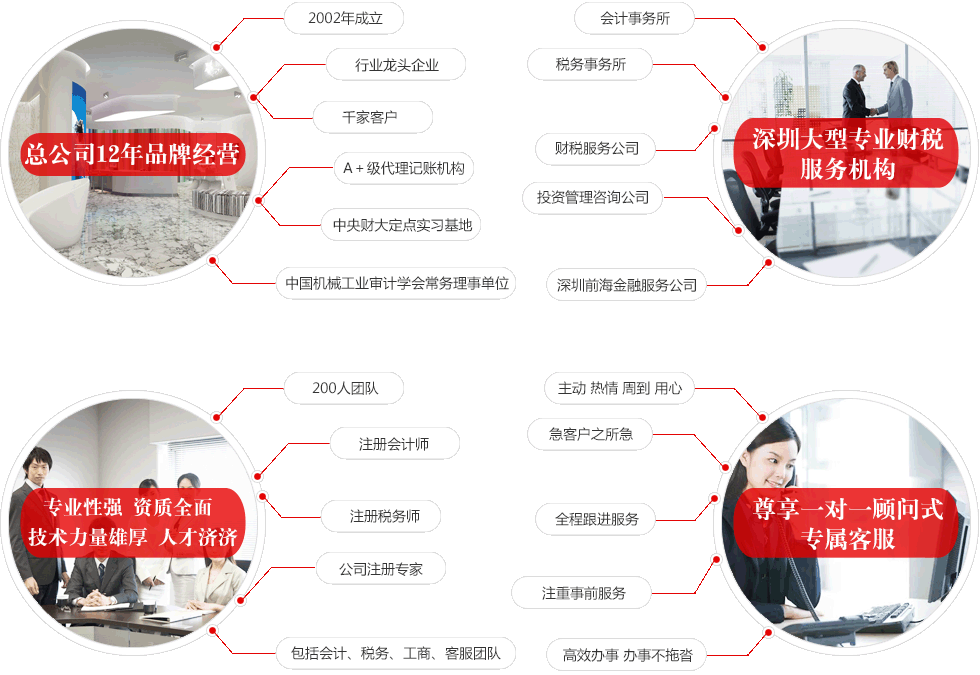 总公司12年品牌经营
2002年成立
行业龙头企业
千家客户
A+级代理记账机构
中央财大定点实习基地
中国机械工业审计学会常务理事单位
会计事务所
税务事务所
财税服务公司
投资管理咨询公司
深圳前海金融服务公司
深圳大型专业财税
服务机构
专业性强 资质全面
技术力量雄厚 人才济济
200人团队
注册会计师
注册税务师
公司注册专家
包括会计、税务、工商、客服团队
主动 热情 周到 用心
急客户之所急
全程跟进服务
注重事前服务
高效办事 办事不拖沓
尊享一对一顾问式
专属客服